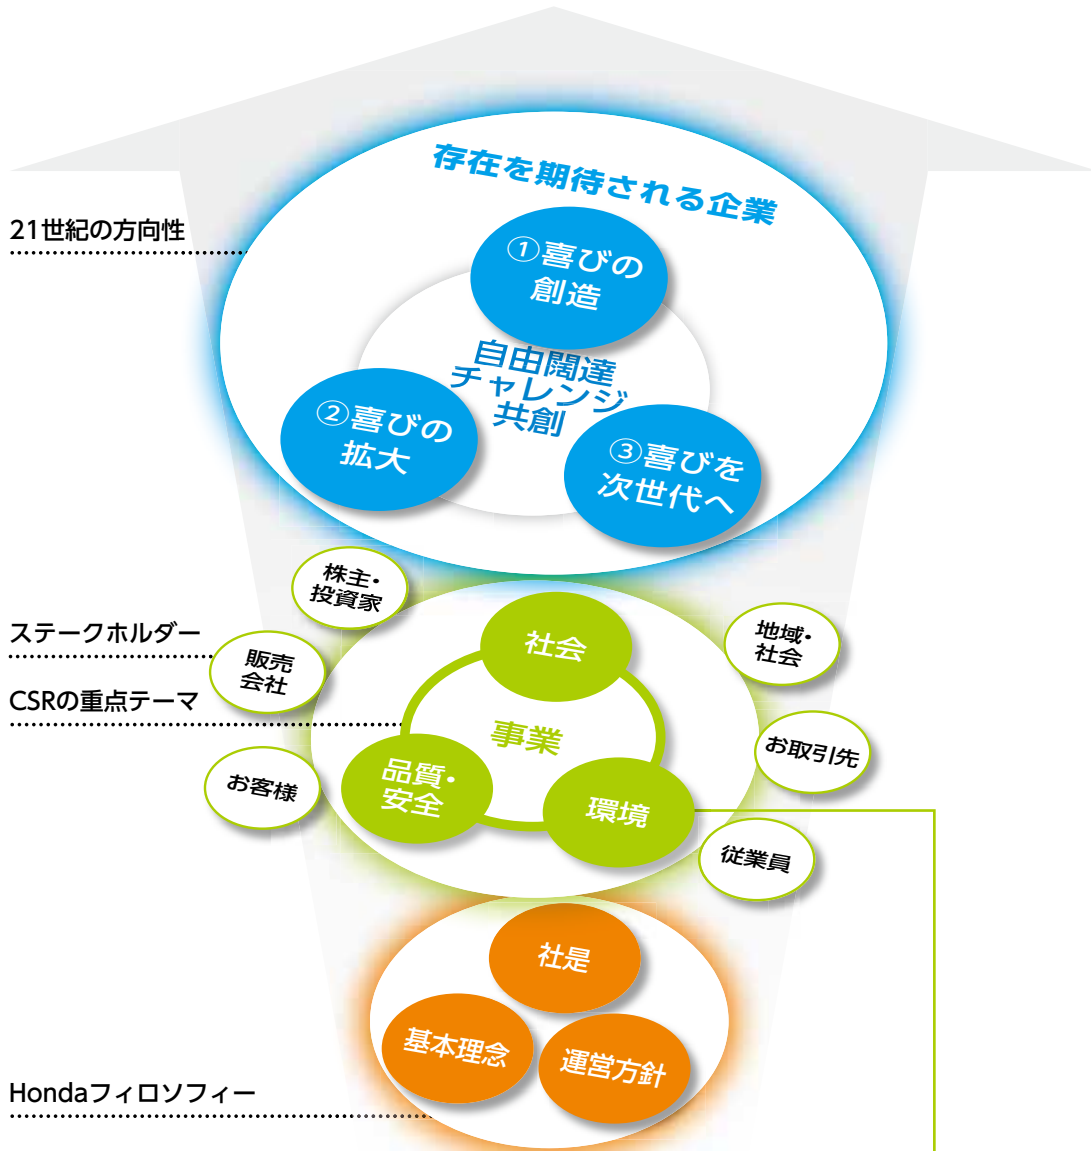 存在を期待される企業
21世紀の方向性
①喜びの
創造
自由闊達
チャレンジ
共創
②喜びの
拡大
③喜びを
次世代へ
株主・
投資家
ステークホルダー
販売
会社
社会
地域・
社会
CSRの重点テーマ
事業
お取引先
お客様
品質・
安全
環境
従業員
社是
基本理念
運営方針
Hondaフィロソフィー